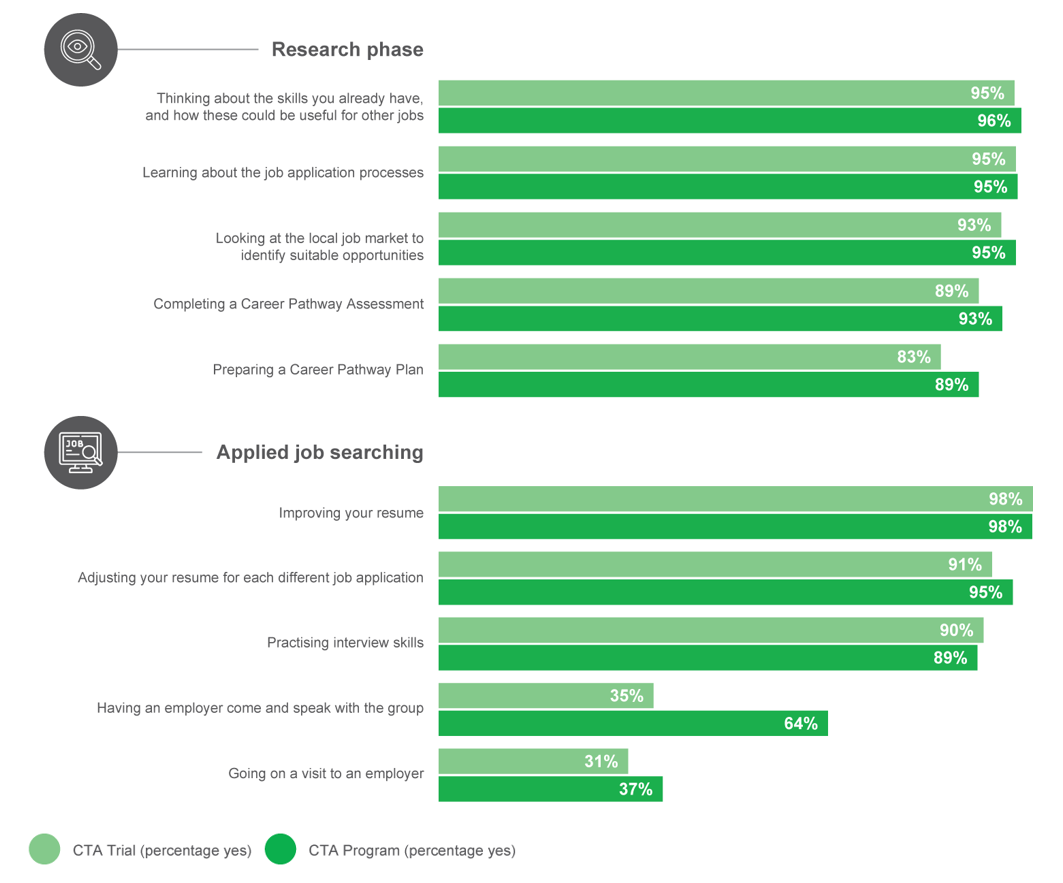 Research phase
Thinking about the skills you already have,
and how these could be useful for other jobs
95%
96%
Learning about the job application processes
95%
95%
Looking at the local job market to
identify suitable opportunities
93%
95%
Completing a Career Pathway Assessment
89%
93%
Preparing a Career Pathway Plan
83%
89%
JOB
Applied job searching
Improving your resume
98%
98%
Adjusting your resume for each different job application
91%
95%
Practising interview skills
90%
89%
Having an employer come and speak with the group
35%
64%
Going on a visit to an employer
31%
37%
CTA Trial (percentage yes)
CTA Program (percentage yes)